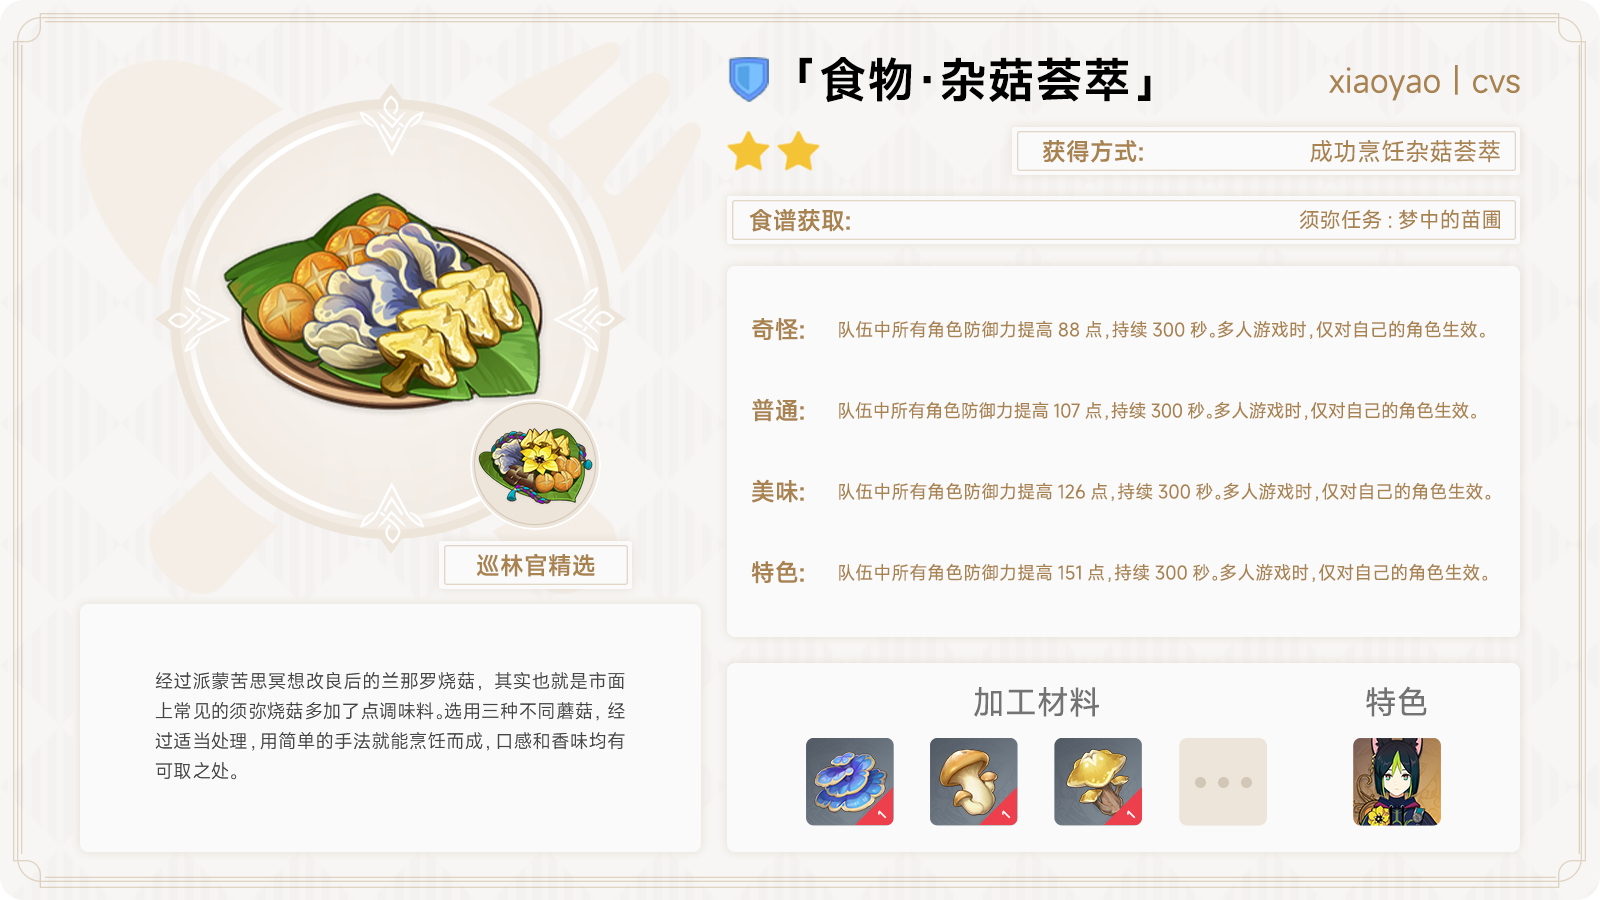 「食物·杂菇荟萃」
xiaoyao | cvs
获得方式:
成功烹饪杂菇荟萃
食谱获取:
须弥任务 : 梦中的苗圃
奇怪: 队伍中所有角色防御力提高 88 点,持续 300 秒。多人游戏时,仅对自己的角色生效。
普通: 队伍中所有角色防御力提高 107 点,持续 300 秒。多人游戏时,仅对自己的角色生效。
美味: 队伍中所有角色防御力提高 126 点,持续 300 秒。多人游戏时,仅对自己的角色生效。
特色: 队伍中所有角色防御力提高 151 点,持续 300 秒。多人游戏时,仅对自己的角色生效。
巡林官精选
经过派蒙苦思冥想改良后的兰那罗烧菇，其实也就是市面
上常见的须弥烧菇多加了点调味料。选用三种不同蘑菇，经
过适当处理,用简单的手法就能烹饪而成,口感和香味均有
可取之处。
加工材料
特色
1
1
1